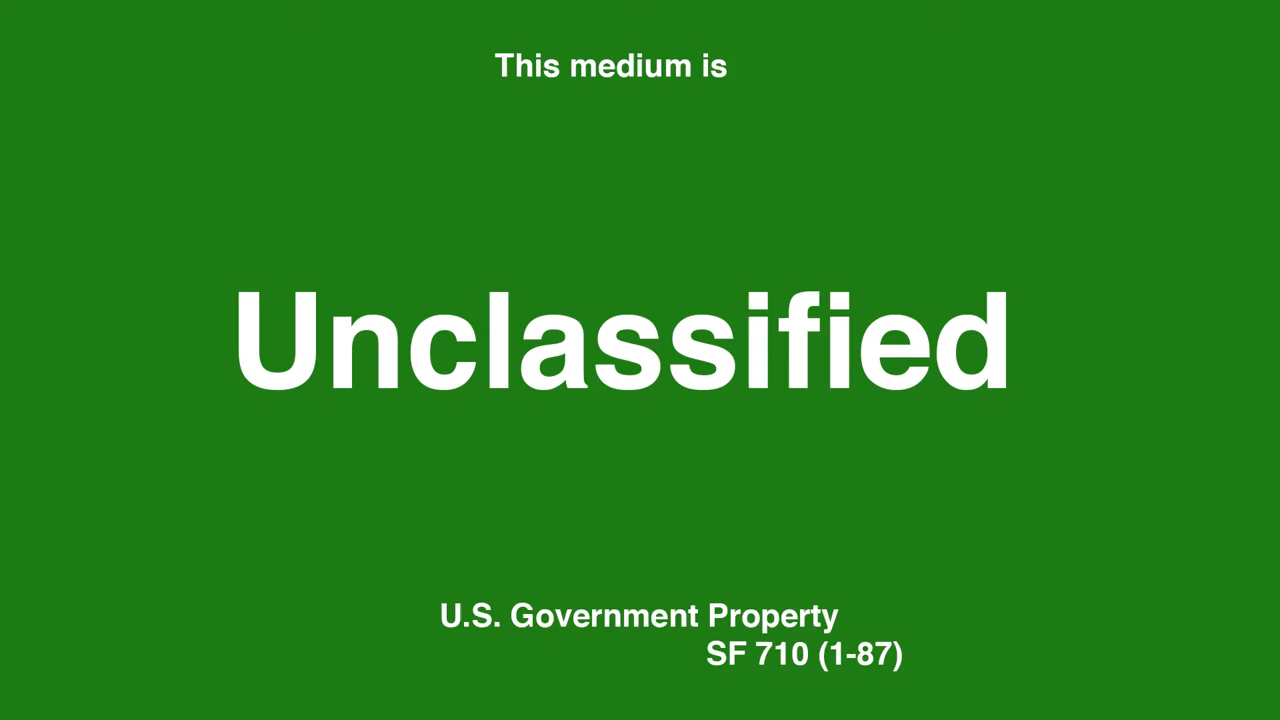 This medium is
Unclassified
U.S. Government Property
SF 710 (1-87)